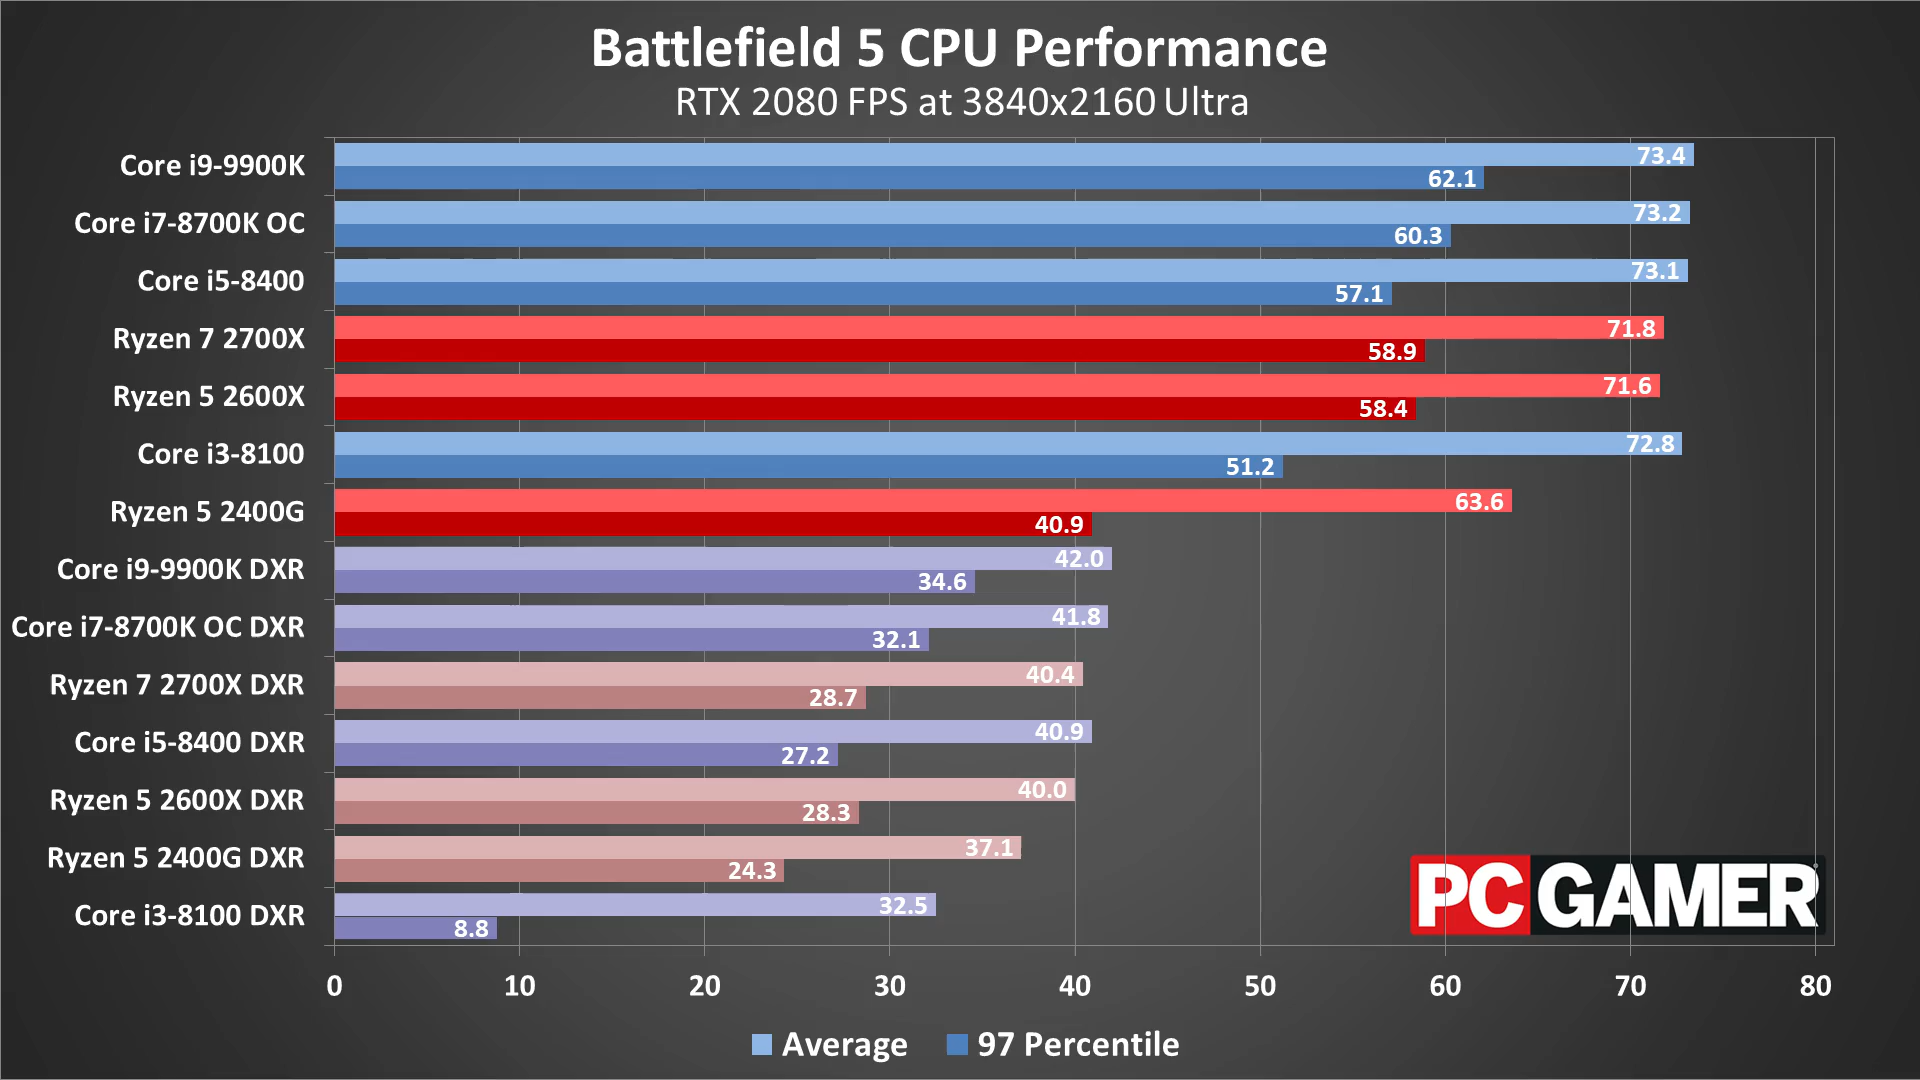 Battlefield 5 CPU Performance
RTX 2080 FPS at 3840x2160 Ultra
Core i9-9900K 73.4 62.1
Core i7-8700K OC 73.2 60.3
Core i5-8400 73.1 57.1
Ryzen 7 2700X 71.8 58.9
Ryzen 5 2600X 71.6 58.4
Core i3-8100 72.8 51.2
Ryzen 5 2400G 63.6 40.9
Core i9-9900K DXR 42.0 34.6
Core i7-8700K OC DXR 41.8 32.1
Ryzen 7 2700X DXR 40.4 28.7
Core i5-8400 DXR 40.9 27.2
Ryzen 5 2600X DXR 40.0 28.3
Ryzen 5 2400G DXR 37.1 24.3
Core i3-8100 DXR 32.5 8.8
PC GAMER
0 10 20 30 40 50 60 70 80
Average 97 Percentile